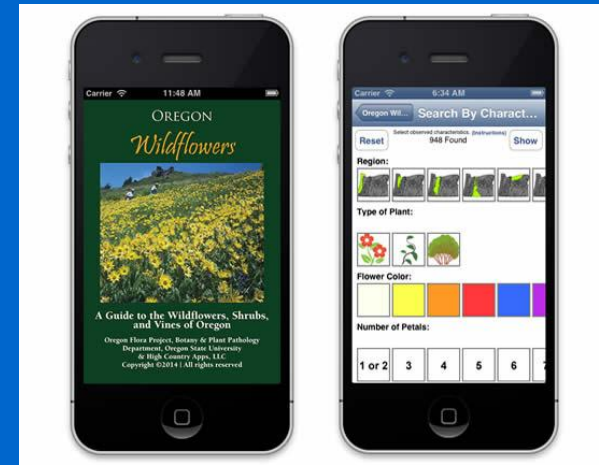 Carrier 11:48 AM
OREGON
Wildflowers
A Guide to the Wildflowers, Shrubs,
and Vines of Oregon
Oregon Flora Project, Botany & Plant Pathology
Department, Oregon State University
& High Country Apps, LLC
Copyright ©2014 | All rights reserved
Carrier 6:34 AM
Oregon Wil... Search By Charact...
Reset Select observed characteristics. (Instructions) Show
948 Found
Region:
Type of Plant:
Flower Color:
Number of Petals:
1 or 2 3 4 5 6